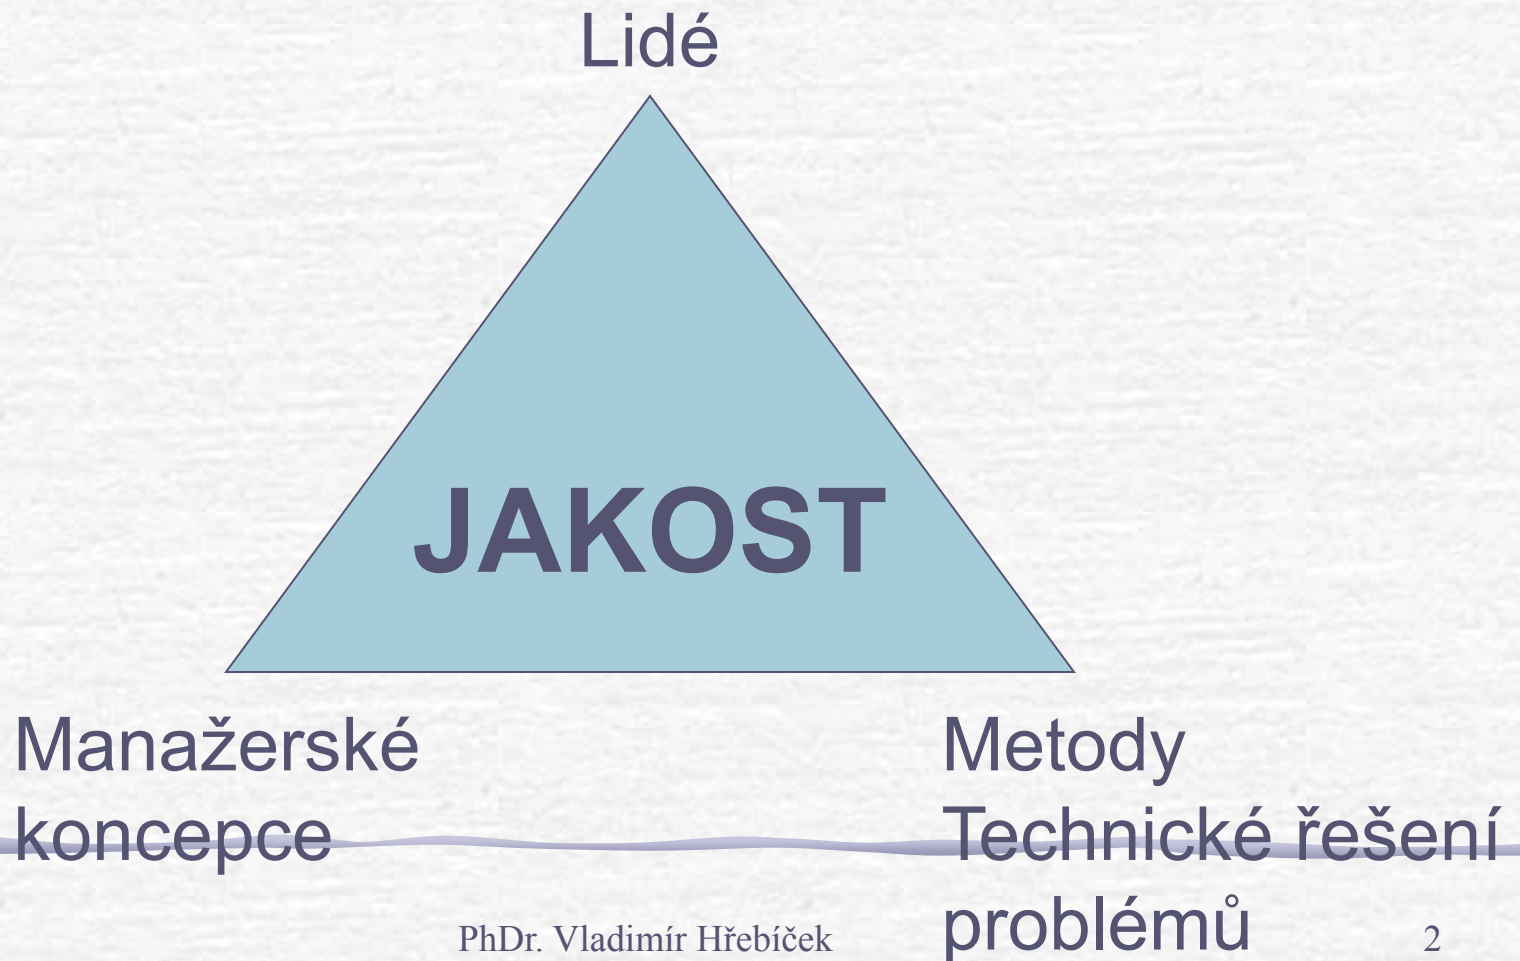 Lidé
JAKOST
Manažerské
koncepce
Metody
Technické řešení
problémů
PhDr. Vladimír Hřebíček
2